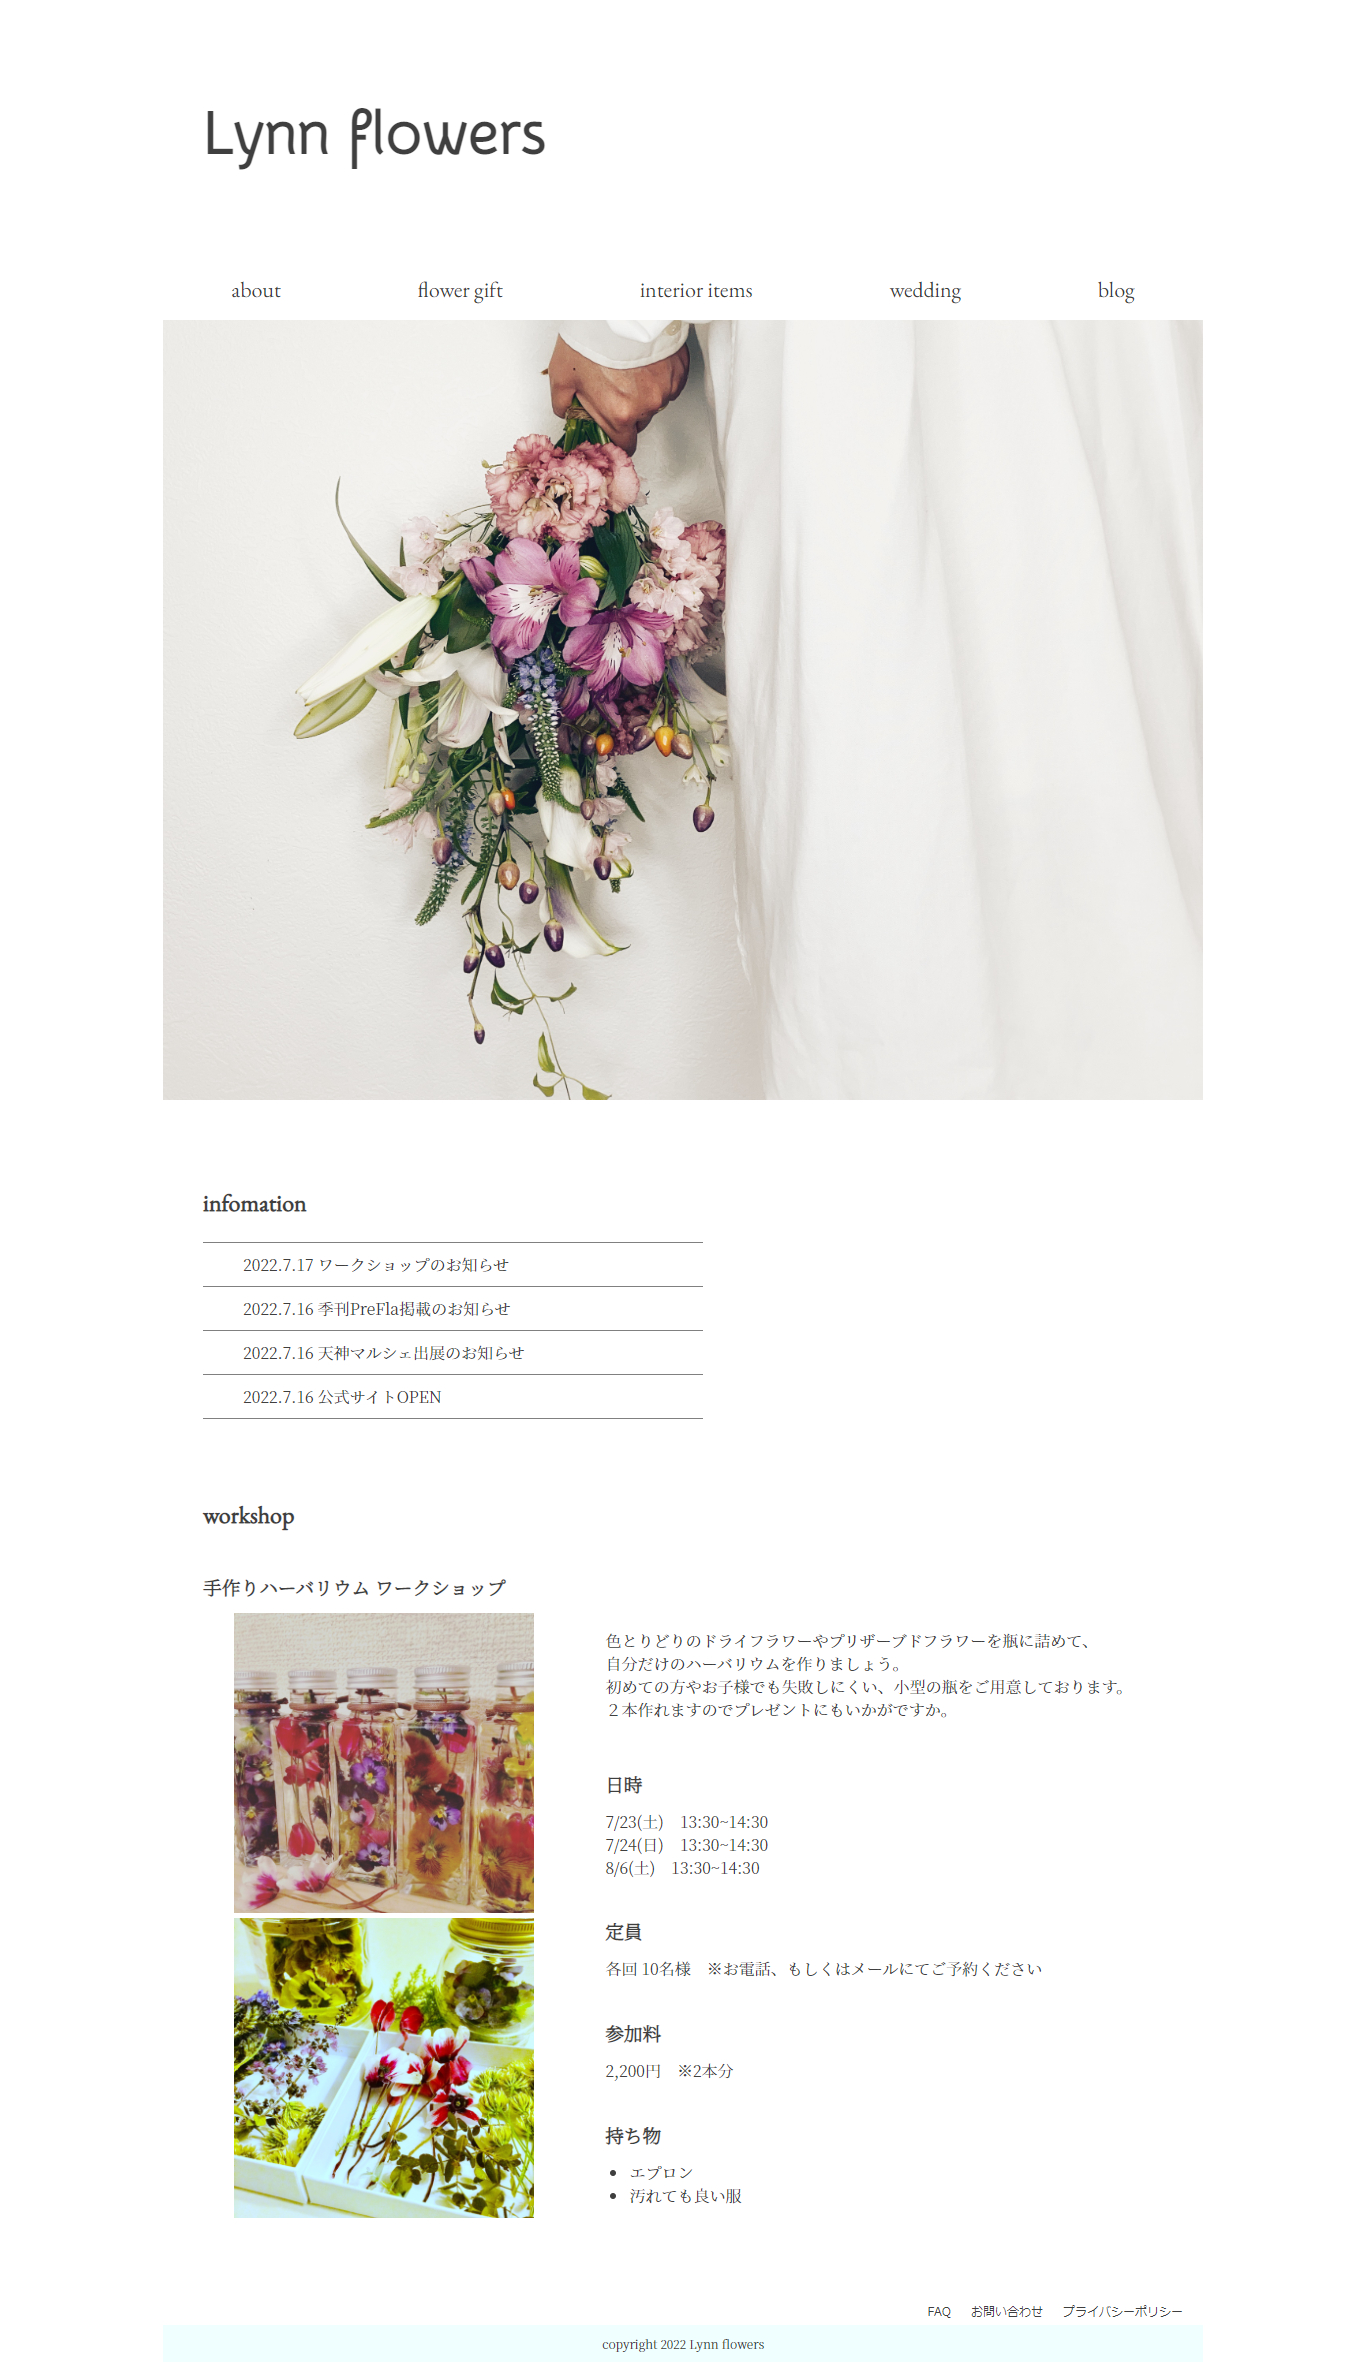 Lynn flowers
about
flower gift
interior items
wedding
blog
infomation
2022.7.17 ワークショップのお知らせ
2022.7.16 季刊PreFla掲載のお知らせ
2022.7.16 天神マルシェ出展のお知らせ
2022.7.16 公式サイトOPEN
workshop
手作りハーバリウム ワークショップ
色とりどりのドライフラワーやプリザーブドフラワーを瓶に詰めて、
自分だけのハーバリウムを作りましょう。
初めての方やお子様でも失敗しにくい、小型の瓶をご用意しております。
２本作れますのでプレゼントにもいかがですか。
日時
7/23(土)　13:30~14:30
7/24(日)　13:30~14:30
8/6(土)　13:30~14:30
定員
各回 10名様　※お電話、もしくはメールにてご予約ください
参加料
2,200円　※2本分
持ち物
• エプロン
• 汚れても良い服
FAQ お問い合わせ プライバシーポリシー
copyright 2022 Lynn flowers